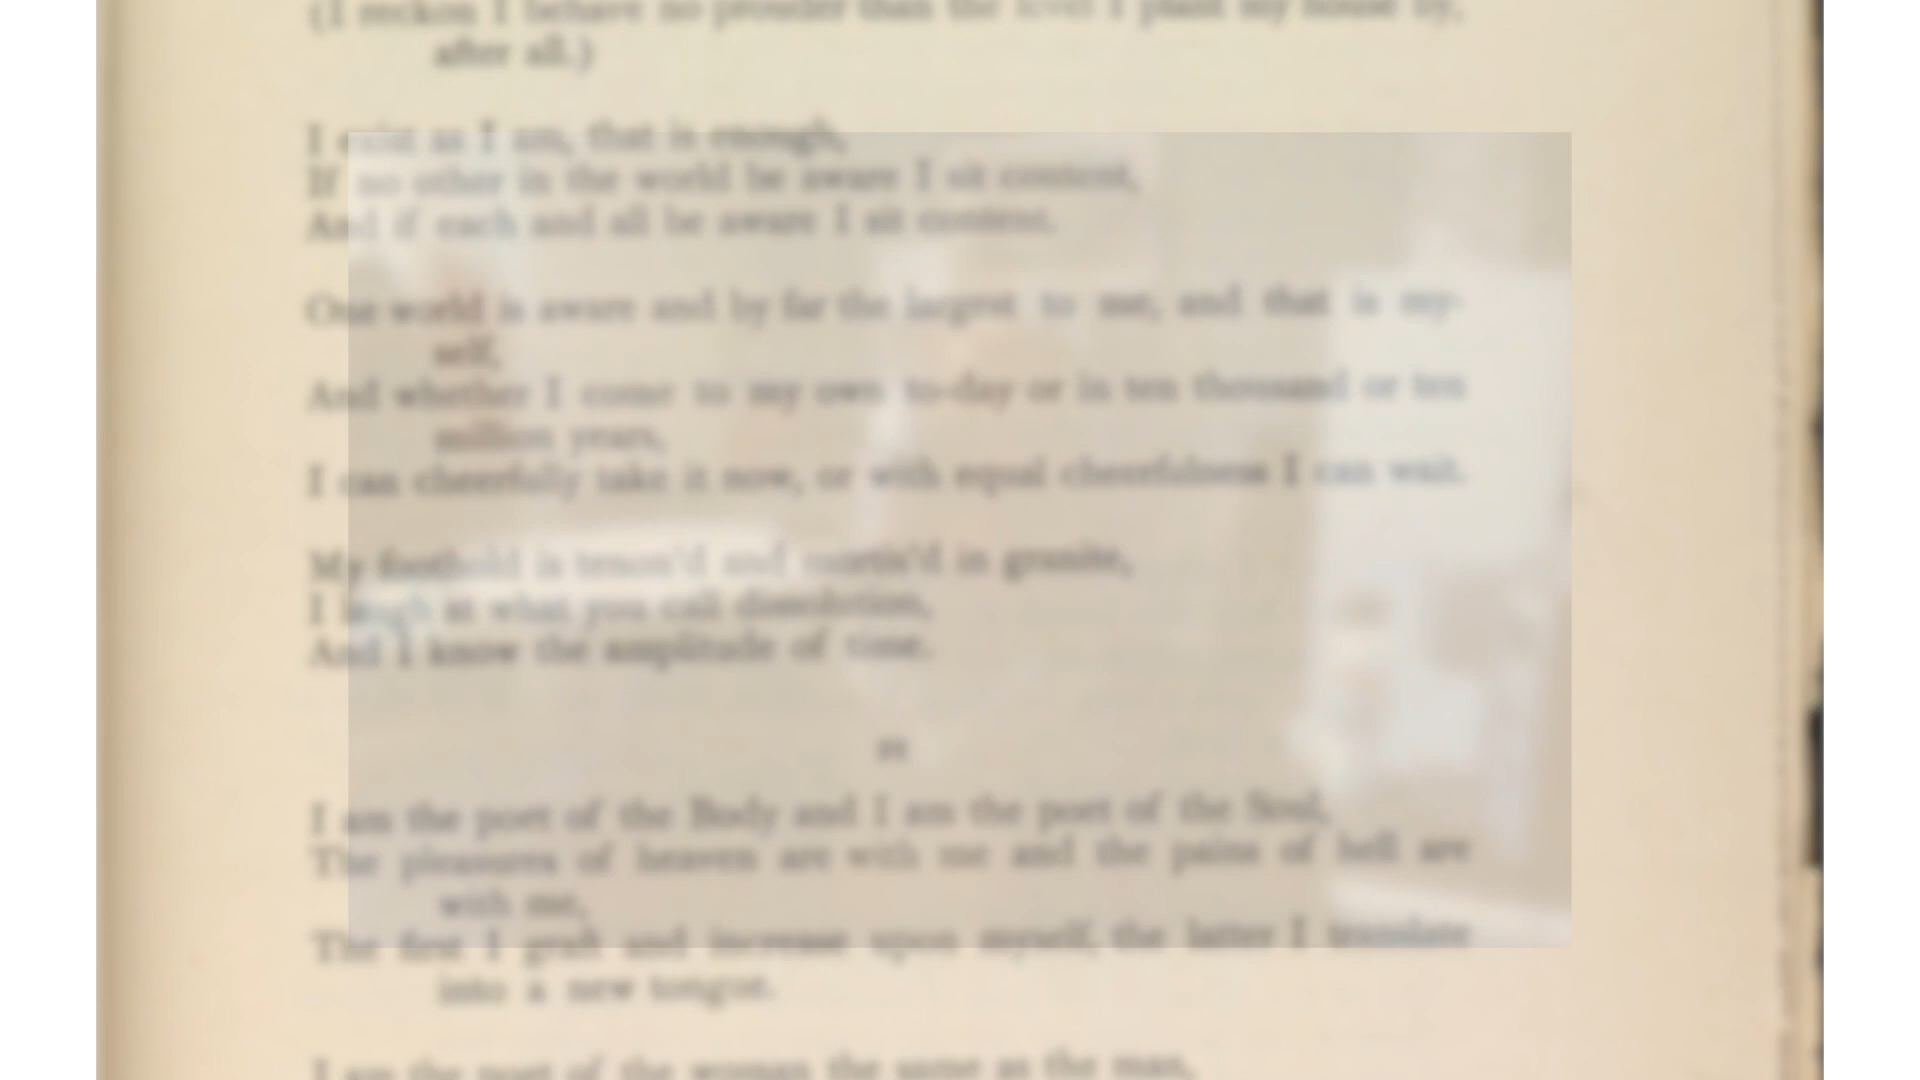 (I reckon I behave no prouder than the level I plant my house by,
after all.)
I exist as I am, that is enough,
If no other in the world be aware I sit content,
And if each and all be aware I sit content.
One world is aware and by far the largest to me, and that is my-
self,
And whether I come to my own to-day or in ten thousand or ten
million years,
I can cheerfully take it now, or with equal cheerfulness I can wait.
My foothold is tenon'd and mortis'd in granite,
I laugh at what you call dissolution,
And I know the amplitude of time.
21
I am the poet of the Body and I am the poet of the Soul,
The pleasures of heaven are with me and the pains of hell are
with me,
The first I graft and increase upon myself, the latter I translate
into a new tongue.
I am the poet of the woman the same as the man,